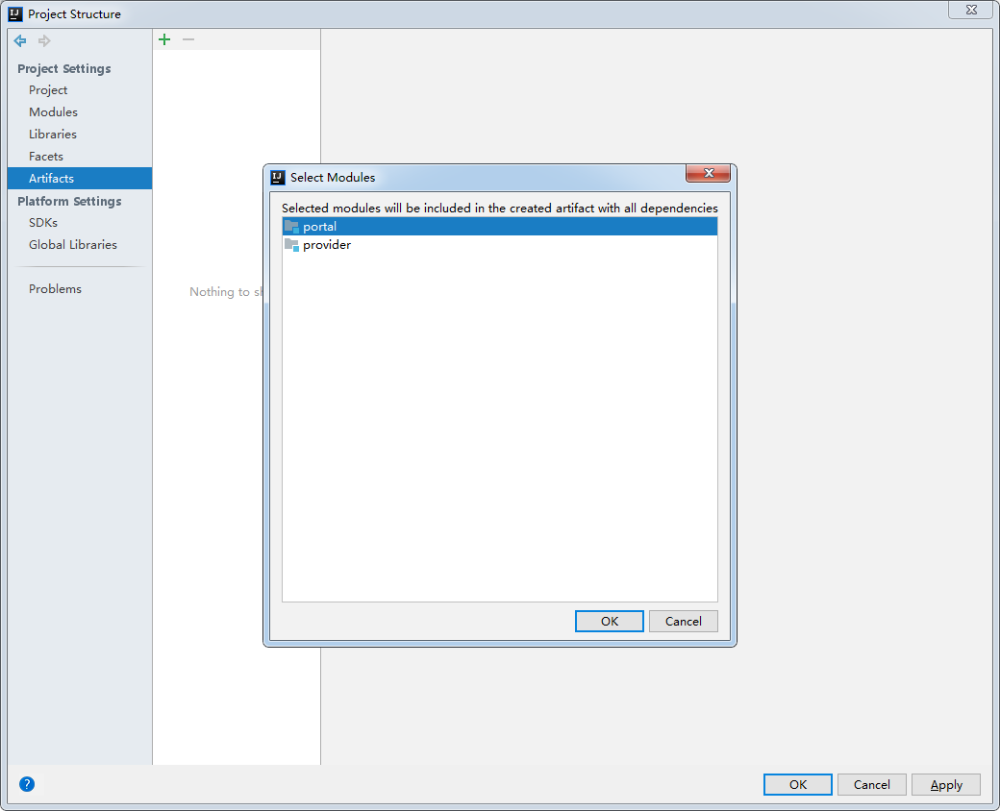 Project Structure
Project Settings
Project
Modules
Libraries
Facets
Artifacts
Platform Settings
SDKs
Global Libraries
Problems
Nothing to
Select Modules
Selected modules will be included in the created artifact with all dependencies
portal
provider
OK
Cancel
?
OK
Cancel
Apply